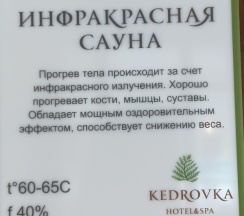 ИНФРАКРАСНАЯ
САУНА
Прогрев тела происходит за счет
инфракрасного излучения. Хорошо
прогревает кости, мышцы, суставы.
Обладает мощным оздоровительным
эффектом, способствует снижению веса.
t°60-65C
f 40%
KEDROVKA
HOTEL&SPA